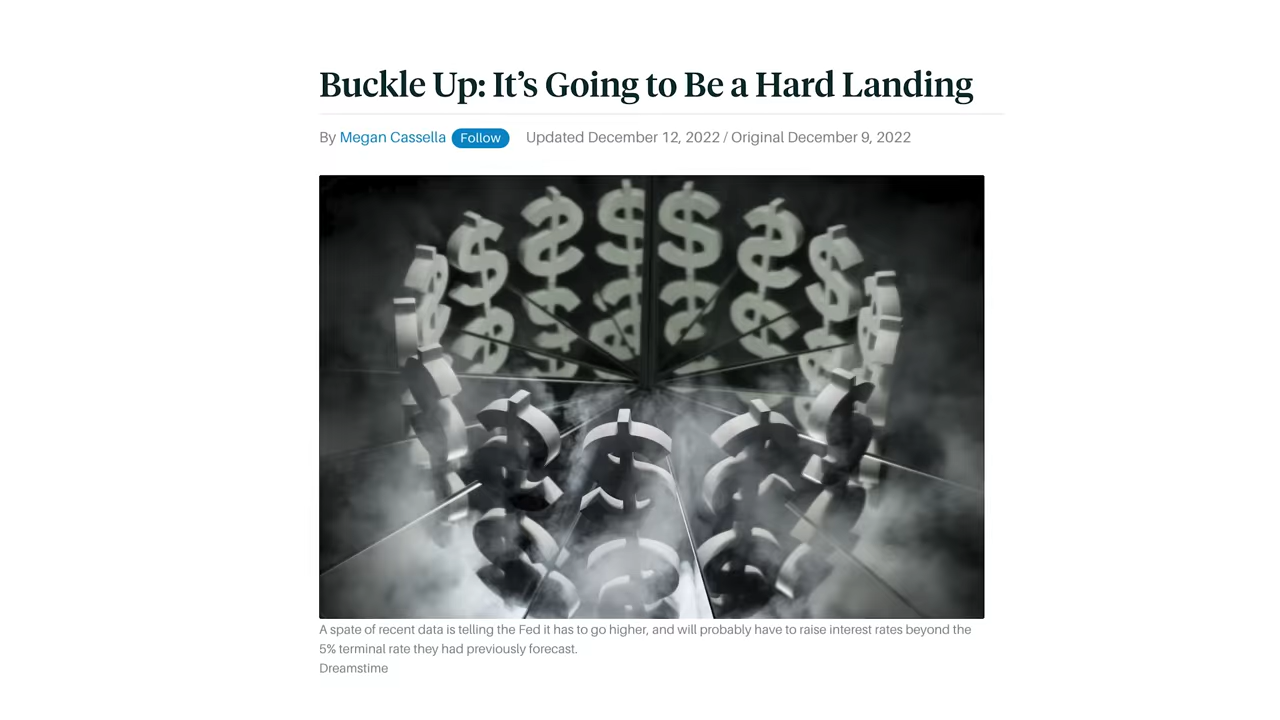 Buckle Up: It’s Going to Be a Hard Landing
By Megan Cassella Follow Updated December 12, 2022 / Original December 9, 2022
A spate of recent data is telling the Fed it has to go higher, and will probably have to raise interest rates beyond the
5% terminal rate they had previously forecast.
Dreamstime